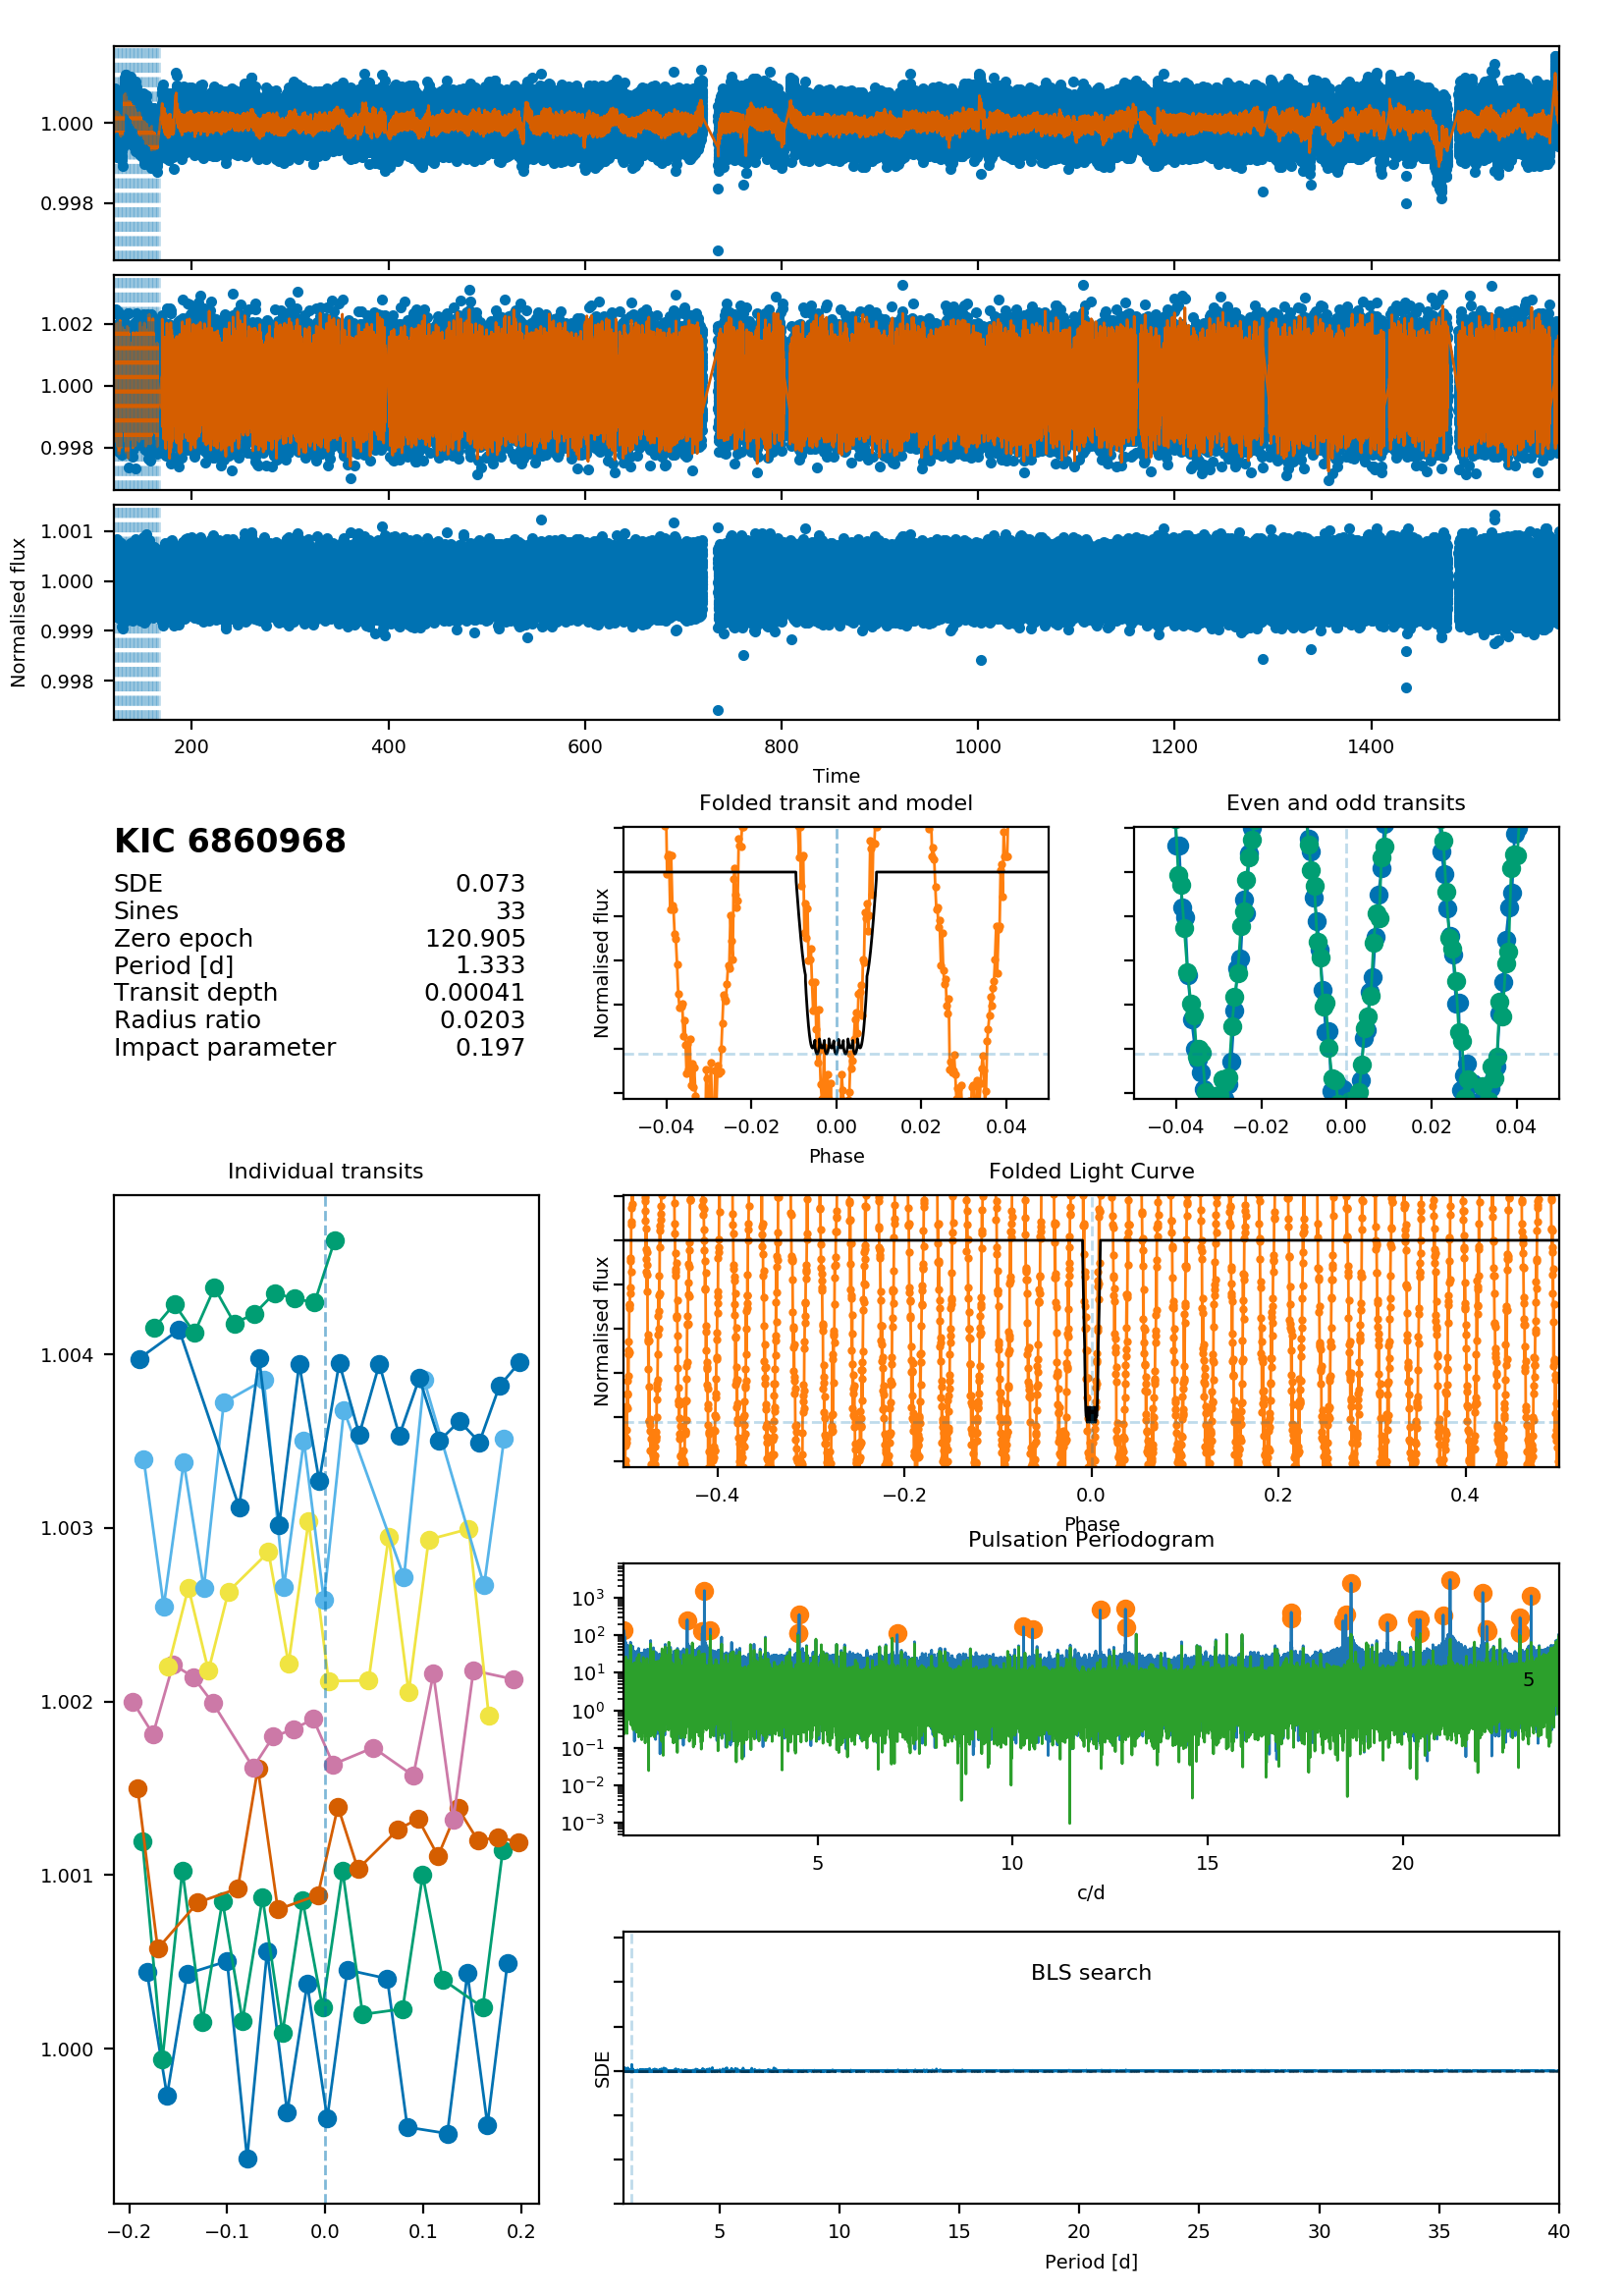 1.000
0.998
1.002
1.000
0.998
1.001
1.000
0.999
0.998
Normalised flux
200 400 600 800 1000 1200 1400
Time
KIC 6860968
SDE 0.073
Sines 33
Zero epoch 120.905
Period [d] 1.333
Transit depth 0.00041
Radius ratio 0.0203
Impact parameter 0.197
Folded transit and model
Normalised flux
−0.04 −0.02 0.00 0.02 0.04
Phase
Even and odd transits
−0.04 −0.02 0.00 0.02 0.04
Individual transits
1.004
1.003
1.002
1.001
1.000
−0.2 −0.1 0.0 0.1 0.2
Folded Light Curve
Normalised flux
−0.4 −0.2 0.0 0.2 0.4
Phase
Pulsation Periodogram
10³
10²
10¹
10⁰
10⁻¹
10⁻²
10⁻³
5
5 10 15 20
c/d
BLS search
SDE
5 10 15 20 25 30 35 40
Period [d]